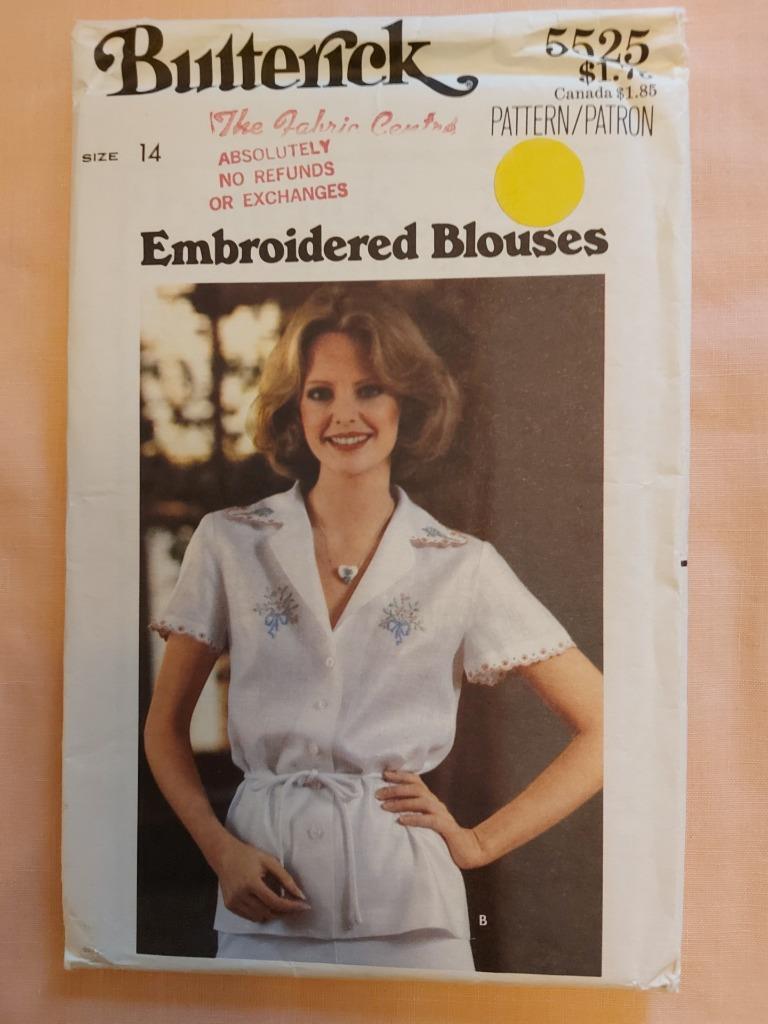 Butterick
5525
Canada $1.85
PATTERN/PATRON
SIZE 14
The Fabric Centre
ABSOLUTELY
NO REFUNDS
OR EXCHANGES
Embroidered Blouses
B